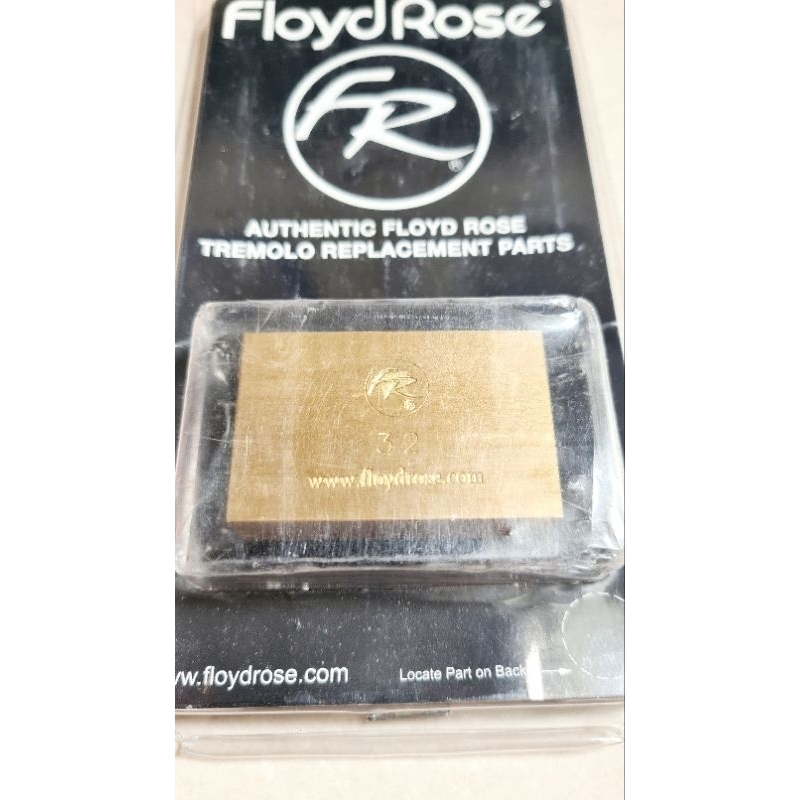 FloydRose®
FR®
AUTHENTIC FLOYD ROSE
TREMOLO REPLACEMENT PARTS
FR®
32
www.floydrose.com
ww.floydrose.com
Locate Part on Back